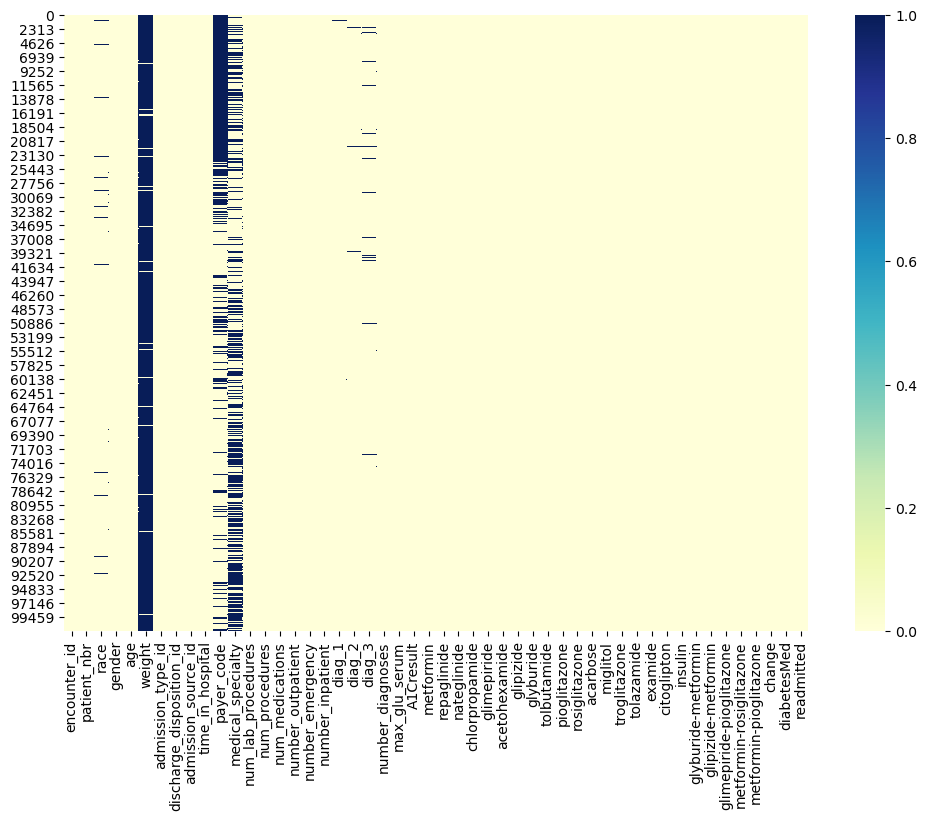 0
2313
4626
6939
9252
11565
13878
16191
18504
20817
23130
25443
27756
30069
32382
34695
37008
39321
41634
43947
46260
48573
50886
53199
55512
57825
60138
62451
64764
67077
69390
71703
74016
76329
78642
80955
83268
85581
87894
90207
92520
94833
97146
99459
encounter_id
patient_nbr
race
gender
age
weight
admission_type_id
discharge_disposition_id
admission_source_id
time_in_hospital
payer_code
medical_specialty
num_lab_procedures
num_procedures
num_medications
number_outpatient
number_emergency
number_inpatient
diag_1
diag_2
diag_3
number_diagnoses
max_glu_serum
A1Cresult
metformin
repaglinide
nateglinide
chlorpropamide
glimepiride
acetohexamide
glipizide
glyburide
tolbutamide
pioglitazone
rosiglitazone
acarbose
miglitol
troglitazone
tolazamide
examide
citoglipton
insulin
glyburide-metformin
glipizide-metformin
glimepiride-pioglitazone
metformin-rosiglitazone
metformin-pioglitazone
change
diabetesMed
readmitted
1.0
0.8
0.6
0.4
0.2
0.0